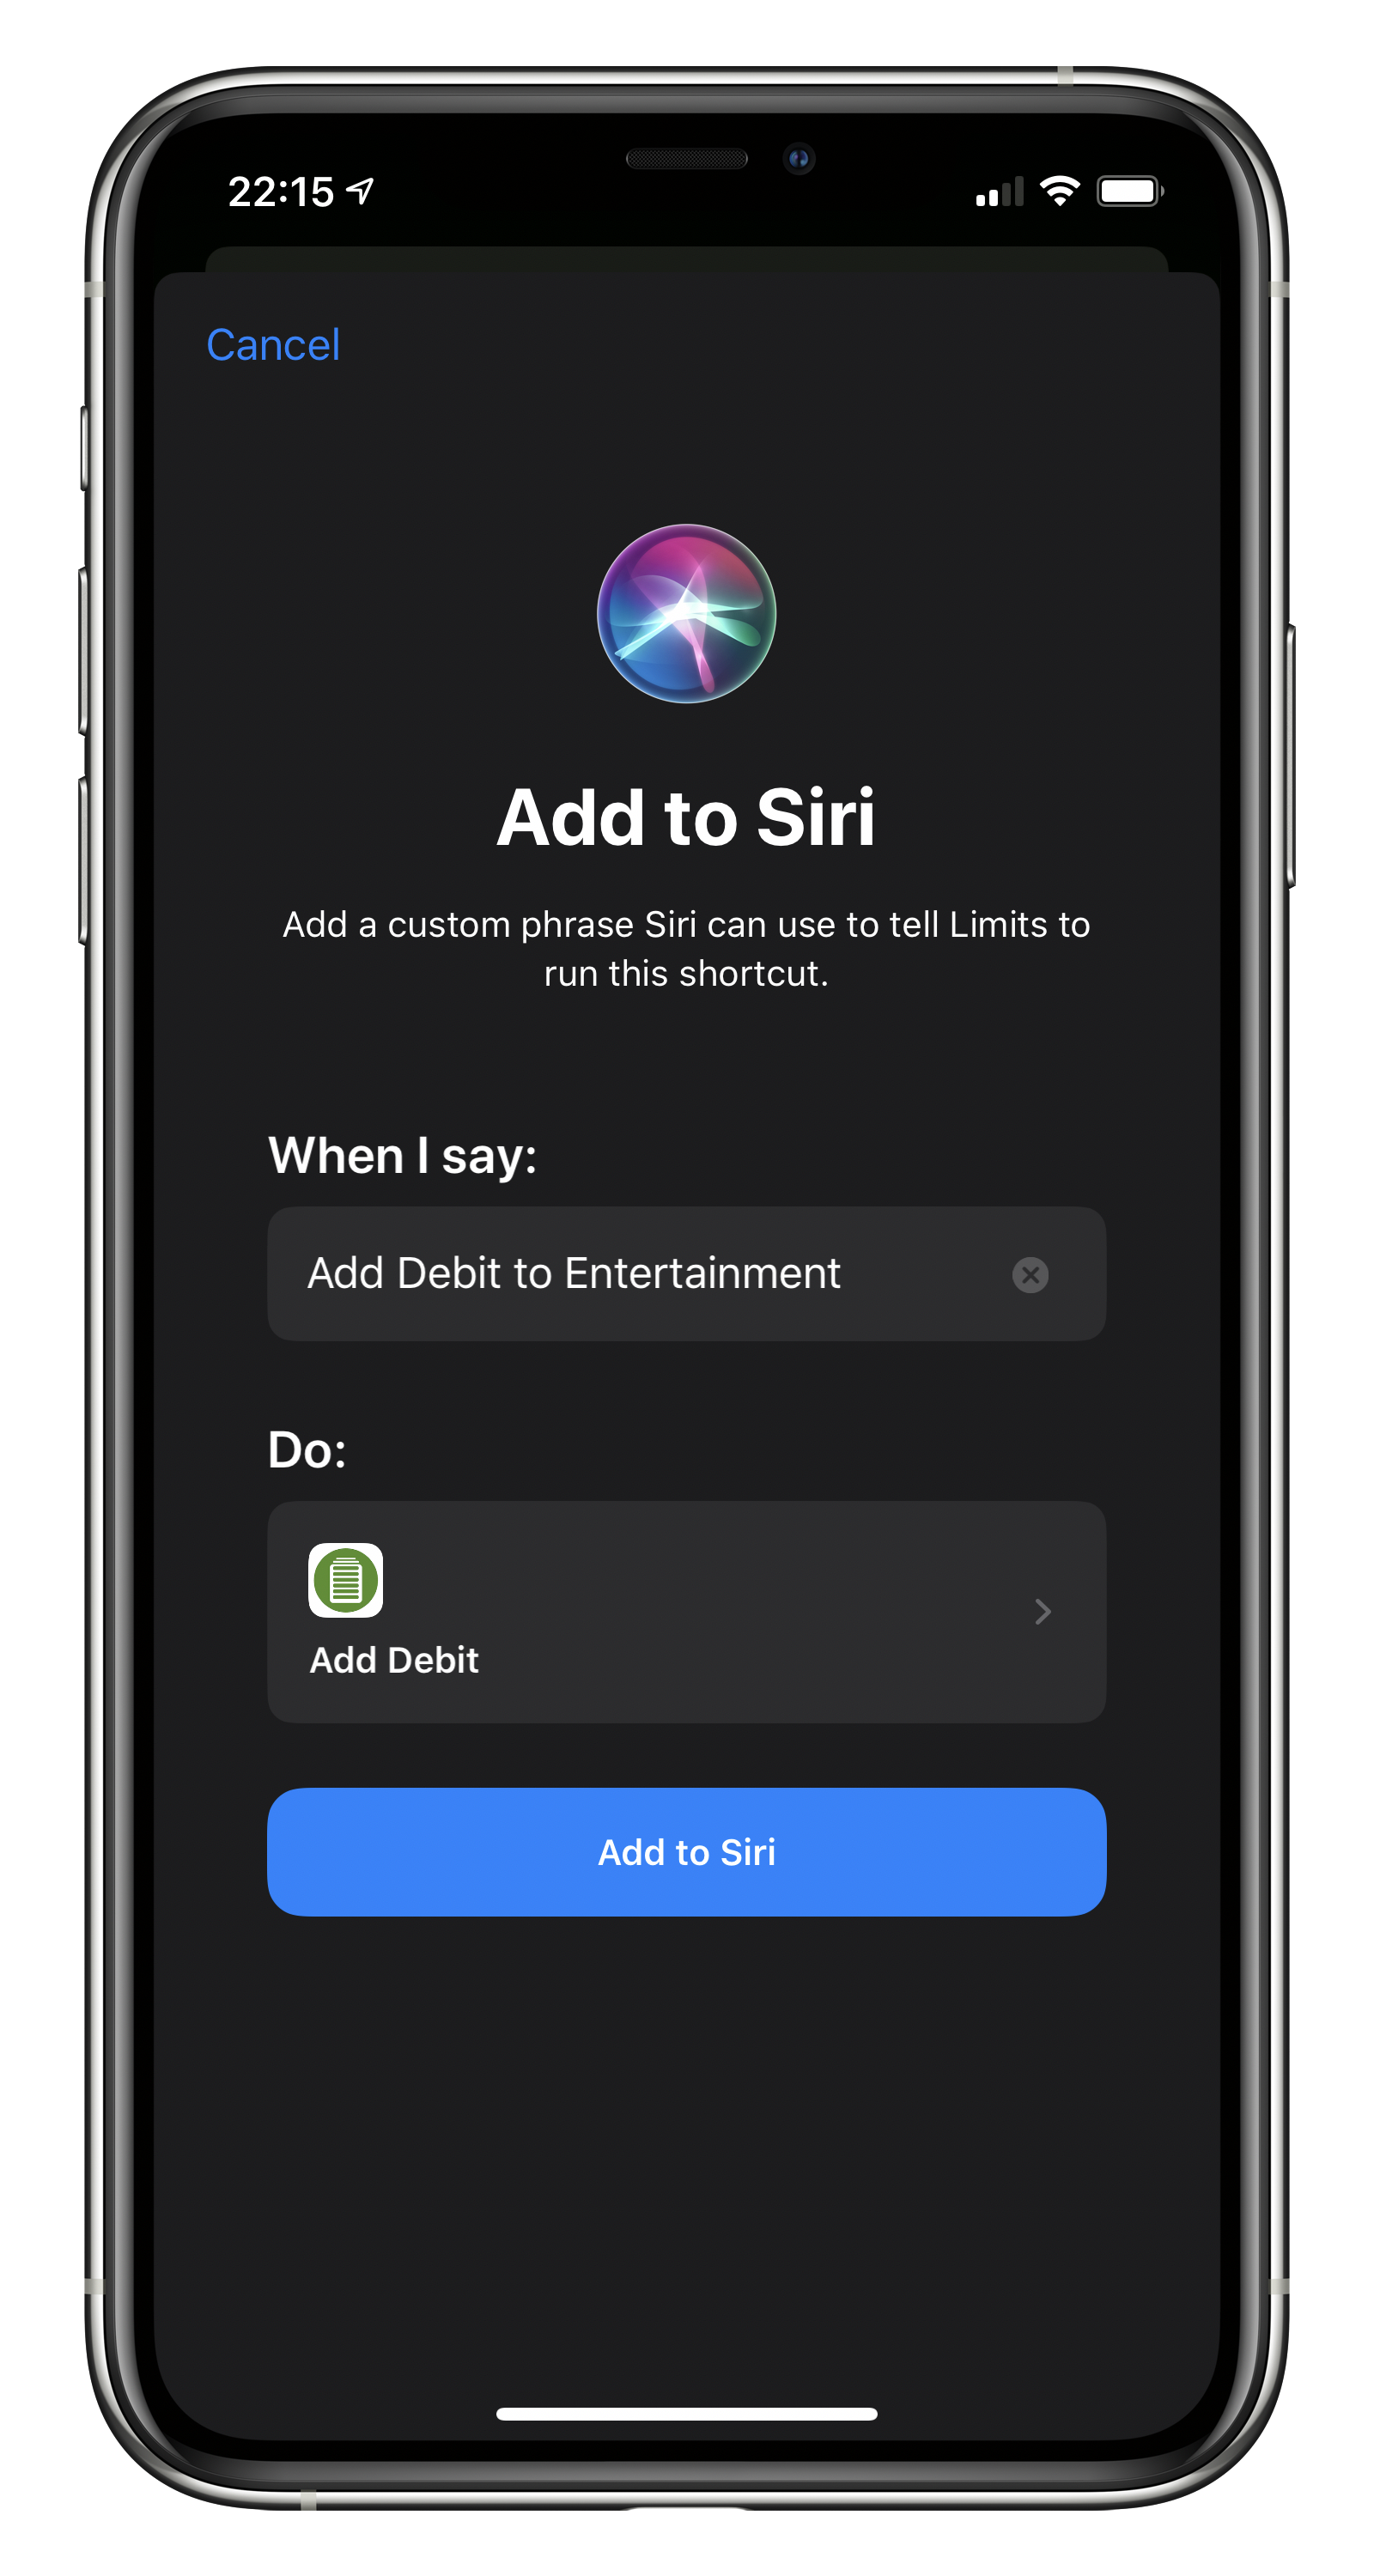 22:15
Cancel
Add to Siri
Add a custom phrase Siri can use to tell Limits to
run this shortcut.
When I say:
Add Debit to Entertainment
Do:
Add Debit
Add to Siri